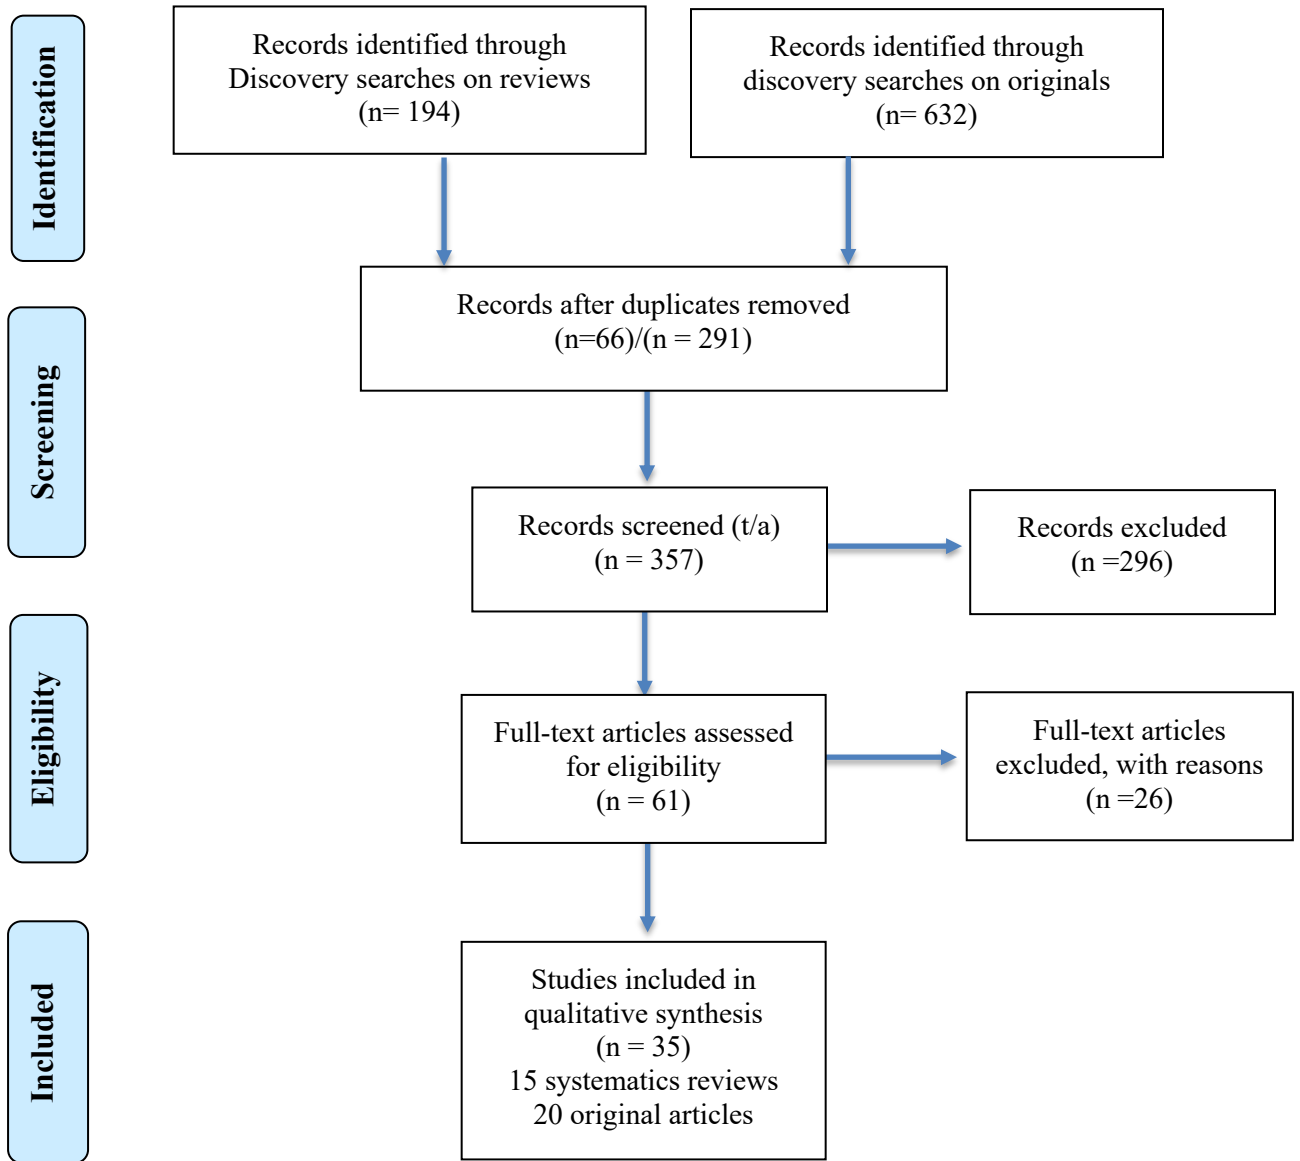 Identification
Records identified through
Discovery searches on reviews
(n= 194)
Records identified through
discovery searches on originals
(n= 632)
Screening
Records after duplicates removed
(n=66)/(n = 291)
Records screened (t/a)
(n = 357)
Records excluded
(n =296)
Eligibility
Full-text articles assessed
for eligibility
(n = 61)
Full-text articles
excluded, with reasons
(n =26)
Included
Studies included in
qualitative synthesis
(n = 35)
15 systematics reviews
20 original articles